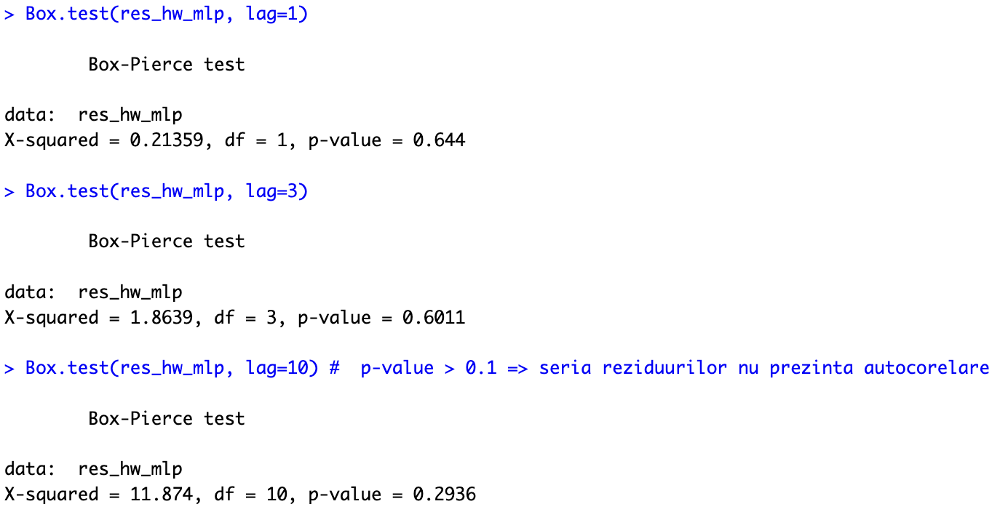 > Box.test(res_hw_mlp, lag=1)
Box-Pierce test
data:  res_hw_mlp
X-squared = 0.21359, df = 1, p-value = 0.644
> Box.test(res_hw_mlp, lag=3)
Box-Pierce test
data:  res_hw_mlp
X-squared = 1.8639, df = 3, p-value = 0.6011
> Box.test(res_hw_mlp, lag=10) #  p-value > 0.1 => seria reziduurilor nu prezinta autocorelare
Box-Pierce test
data:  res_hw_mlp
X-squared = 11.874, df = 10, p-value = 0.2936